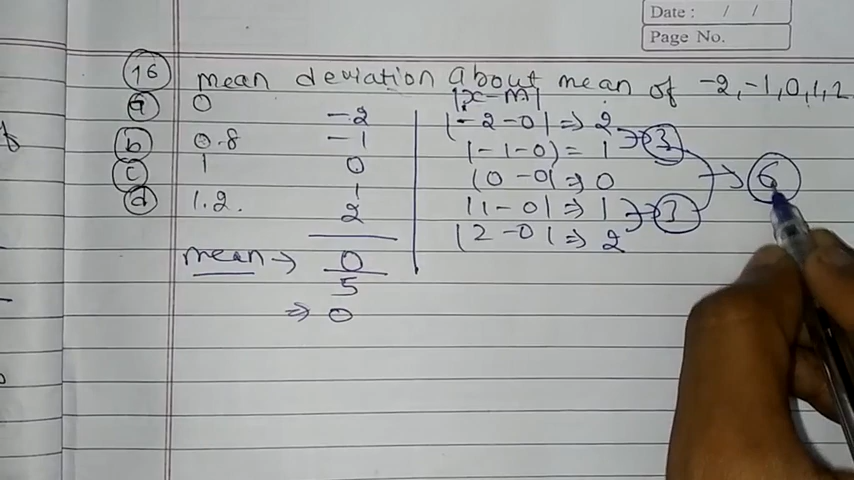 Date : / /
Page No.
16 mean deviation about mean of -2, -1, 0, 1, 2
a 0
b 0.8
c 1
d 1.2.
-2
-1
0
1
2
mean → 0
5
⇒ 0
|x-m|
|-2-0| ⇒ 2
|-1-0) = 1
(0-0| ⇒ 0
|1-0| ⇒ 1
|2-0| ⇒ 2
3
3
6